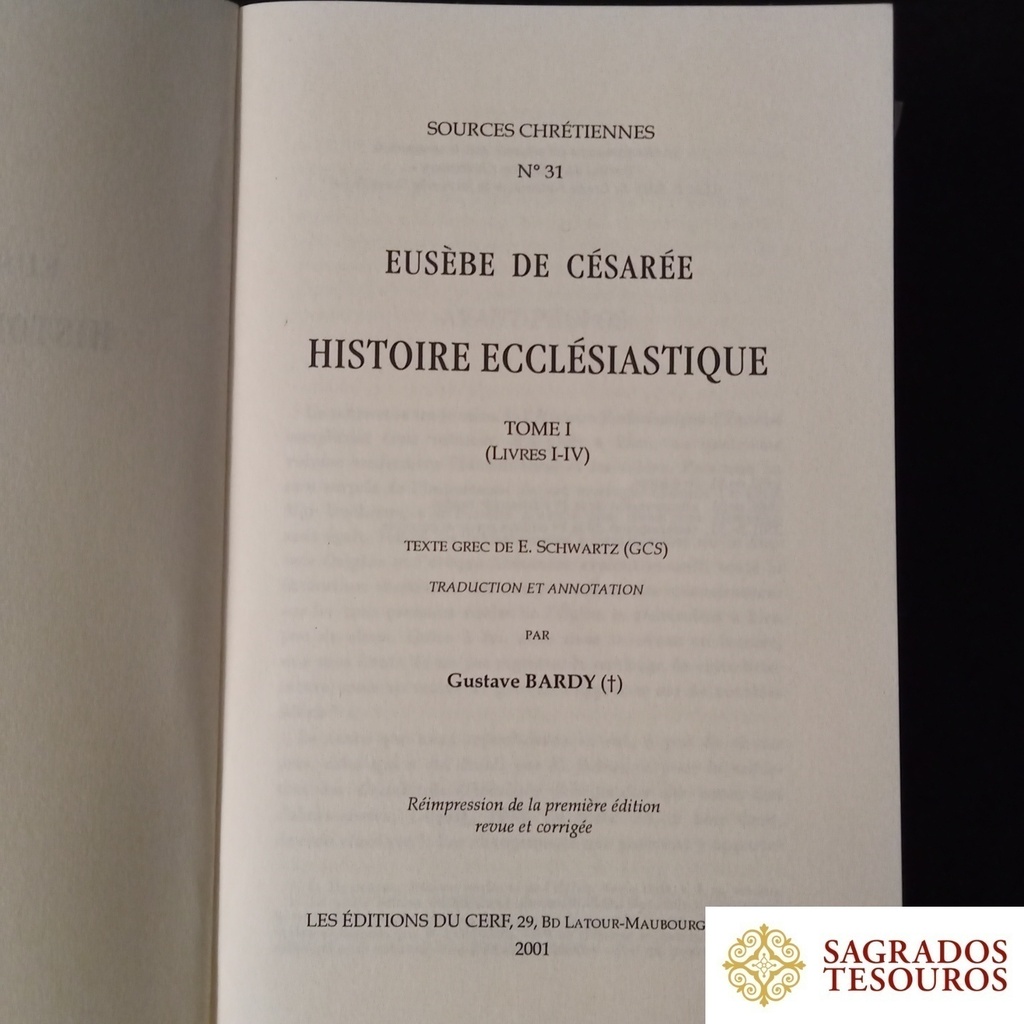 SOURCES CHRÉTIENNES
N° 31
EUSÈBE DE CÉSARÉE
HISTOIRE ECCLÉSIASTIQUE
TOME I
(LIVRES I-IV)
TEXTE GREC DE E. SCHWARTZ (GCS)
TRADUCTION ET ANNOTATION
PAR
Gustave BARDY (†)
Réimpression de la première édition
revue et corrigée
LES ÉDITIONS DU CERF, 29, BD LATOUR-MAUBOURG
2001
SAGRADOS
TESOUROS